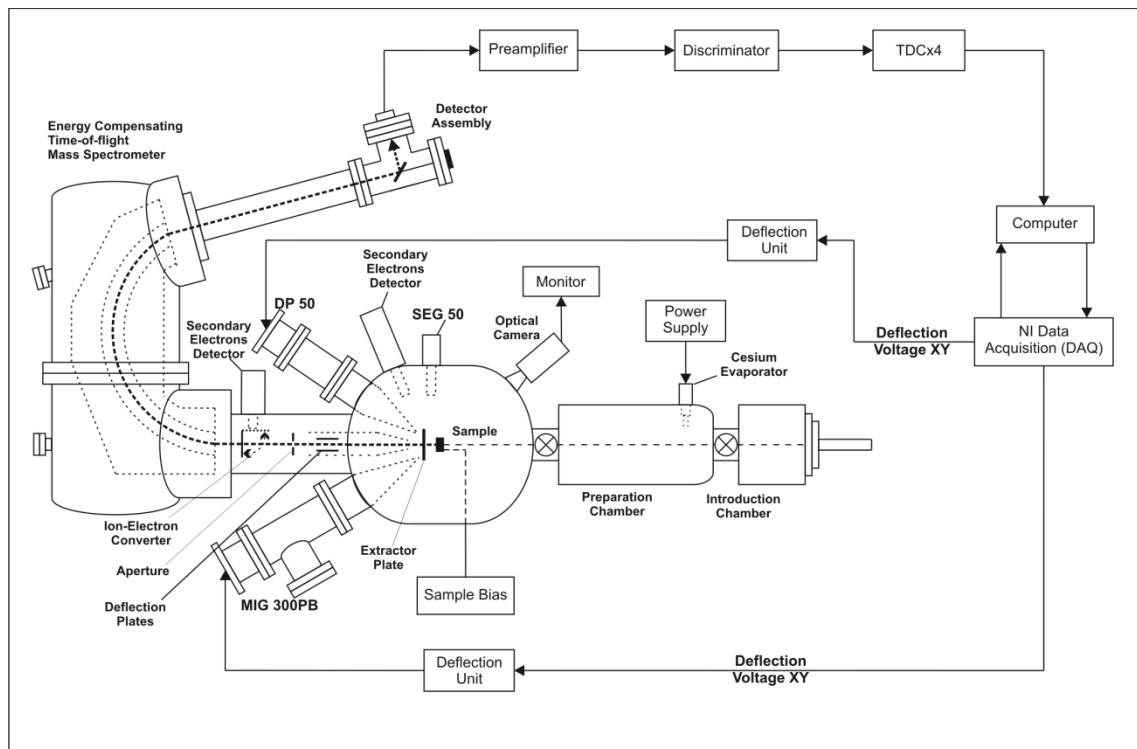 Preamplifier
Discriminator
TDCx4
Energy Compensating
Time-of-flight
Mass Spectrometer
Detector
Assembly
Computer
Deflection
Unit
Secondary
Electrons
Detector
DP 50
SEG 50
Monitor
Optical
Camera
Power
Supply
Secondary
Electrons
Detector
Cesium
Evaporator
Deflection
Voltage XY
NI Data
Acquisition (DAQ)
Sample
Preparation
Chamber
Introduction
Chamber
Ion-Electron
Converter
Aperture
Deflection
Plates
Extractor
Plate
MIG 300PB
Sample Bias
Deflection
Unit
Deflection
Voltage XY